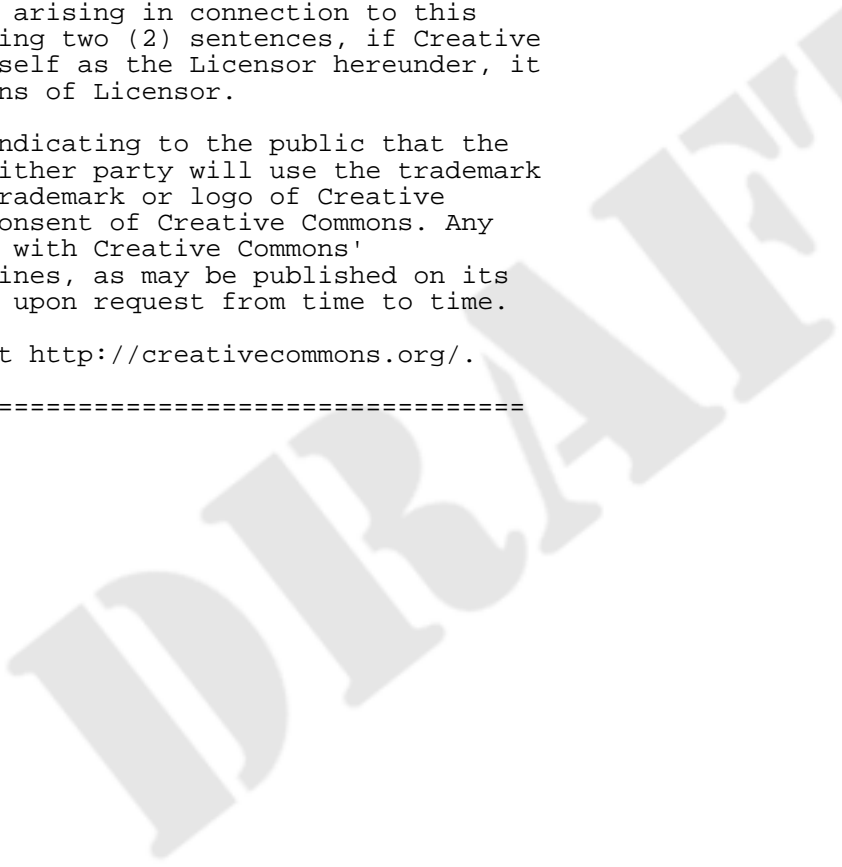 arising in connection to this
ing two (2) sentences, if Creative
self as the Licensor hereunder, it
ns of Licensor.
ndicating to the public that the
ither party will use the trademark
rademark or logo of Creative
onsent of Creative Commons. Any
with Creative Commons'
ines, as may be published on its
upon request from time to time.
t http://creativecommons.org/.
=================================
DRAF